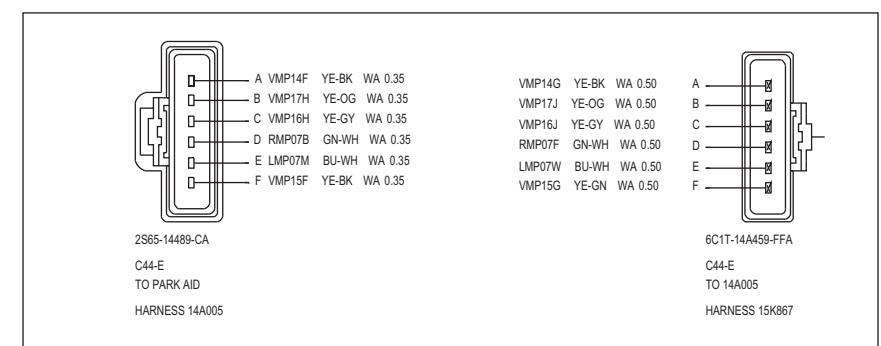 A VMP14F YE-BK WA 0.35
B VMP17H YE-OG WA 0.35
C VMP16H YE-GY WA 0.35
D RMP07B GN-WH WA 0.35
E LMP07M BU-WH WA 0.35
F VMP15F YE-BK WA 0.35
2S65-14489-CA
C44-E
TO PARK AID
HARNESS 14A005
VMP14G YE-BK WA 0.50 A
VMP17J YE-OG WA 0.50 B
VMP16J YE-GY WA 0.50 C
RMP07F GN-WH WA 0.50 D
LMP07W BU-WH WA 0.50 E
VMP15G YE-GN WA 0.50 F
6C1T-14A459-FFA
C44-E
TO 14A005
HARNESS 15K867